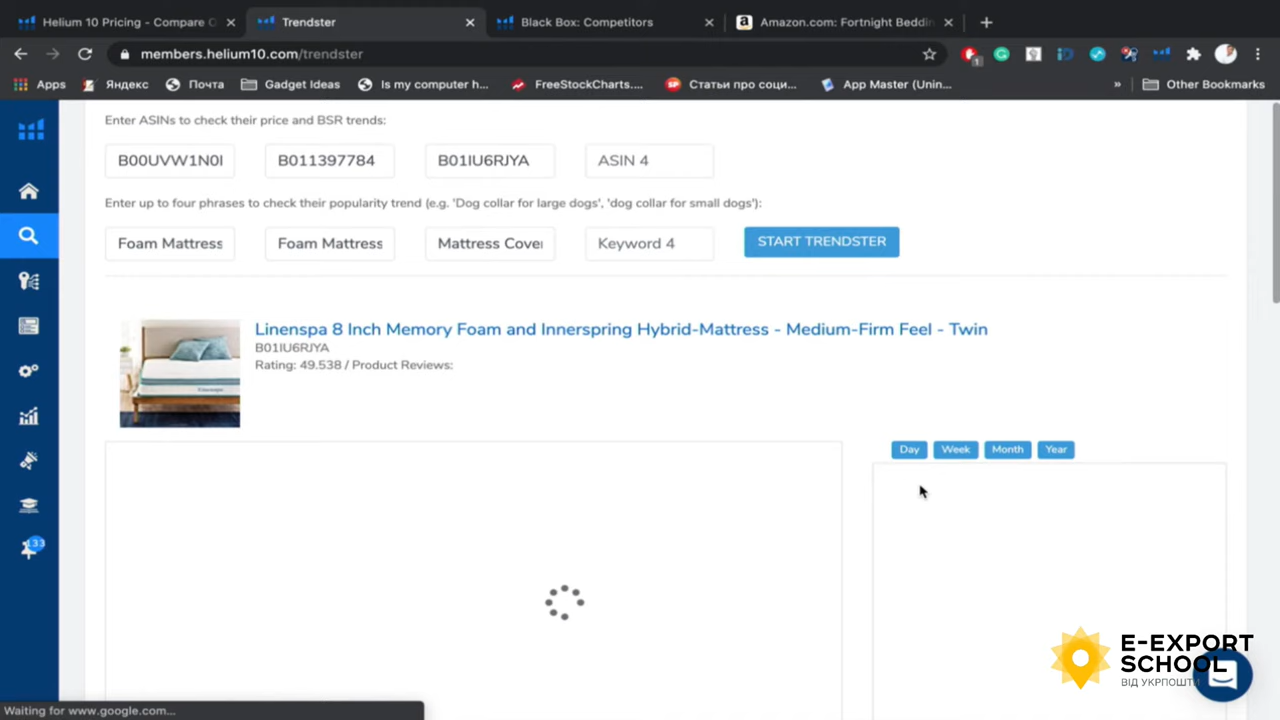 Helium 10 Pricing - Compare
Trendster
Black Box: Competitors
Amazon.com: Fortnight Beddin
members.helium10.com/trendster
Apps
Яндекс
Почта
Gadget Ideas
Is my computer h...
FreeStockCharts....
Статьи про соци...
App Master (Unin...
»
Other Bookmarks
Enter ASINs to check their price and BSR trends:
B00UVW1N0I
B011397784
B01IU6RJYA
ASIN 4
Enter up to four phrases to check their popularity trend (e.g. 'Dog collar for large dogs', 'dog collar for small dogs'):
Foam Mattress
Foam Mattress
Mattress Cover
Keyword 4
START TRENDSTER
Linenspa 8 Inch Memory Foam and Innerspring Hybrid-Mattress - Medium-Firm Feel - Twin
B01IU6RJYA
Rating: 49.538 / Product Reviews:
Day
Week
Month
Year
133
E-EXPORT
SCHOOL
ВІД УКРПОШТИ
Waiting for www.google.com...